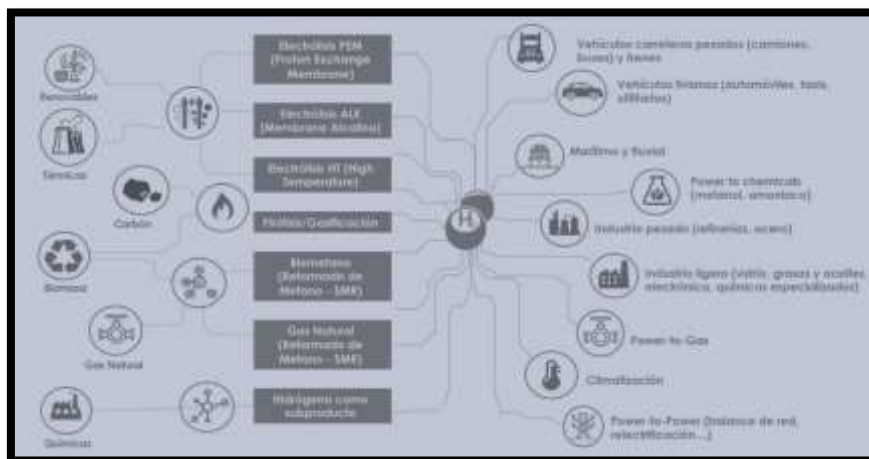 Electrólisis PEM
(Proton Exchange
Membrane)
Electrólisis ALK
(Membrana Alcalina)
Electrólisis HT (High
Temperature)
Pirólisis/Gasificación
Biometano
(Reformado de
Metano - SMR)
Gas Natural
(Reformado de
Metano - SMR)
Hidrógeno como
subproducto
Renovables
Térmicas
Carbón
Biomasa
Gas Natural
Químicas
H
Vehículos carreteros pesados (camiones,
buses) y trenes
Vehículos livianos (automóviles, taxis,
utilitarios)
Marítimo y fluvial
Power to chemicals
(metanol, amoníaco)
Industria pesada (refinerías, acero)
Industria ligera (vidrio, grasas y aceites,
electrónica, químicos especializados)
Power-to-Gas
Climatización
Power-to-Power (balance de red,